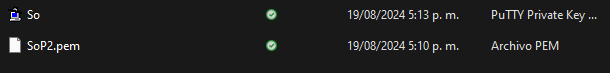 So 19/08/2024 5:13 p. m. PuTTY Private Key ...
SoP2.pem 19/08/2024 5:10 p. m. Archivo PEM